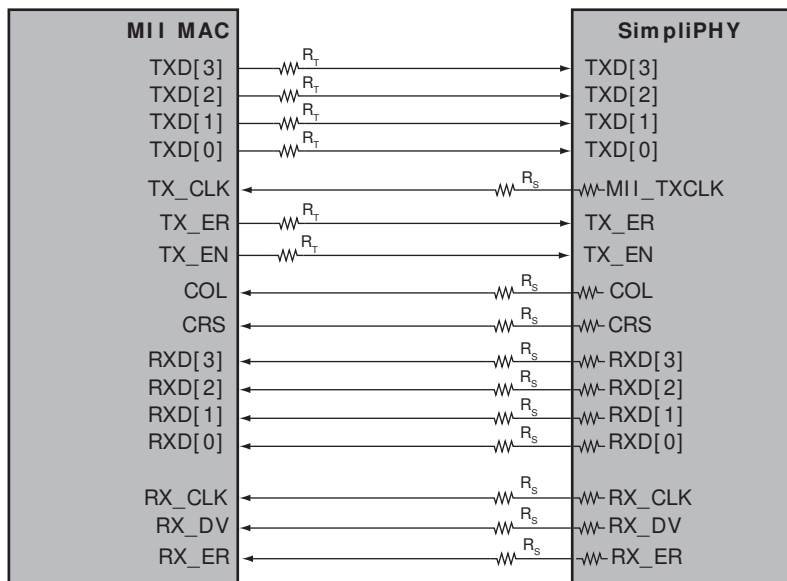 MII MAC SimpliPHY
TXD[3] R_T TXD[3]
TXD[2] R_T TXD[2]
TXD[1] R_T TXD[1]
TXD[0] R_T TXD[0]
TX_CLK R_S MII_TXCLK
TX_ER R_T TX_ER
TX_EN R_T TX_EN
COL R_S COL
CRS R_S CRS
RXD[3] R_S RXD[3]
RXD[2] R_S RXD[2]
RXD[1] R_S RXD[1]
RXD[0] R_S RXD[0]
RX_CLK R_S RX_CLK
RX_DV R_S RX_DV
RX_ER R_S RX_ER